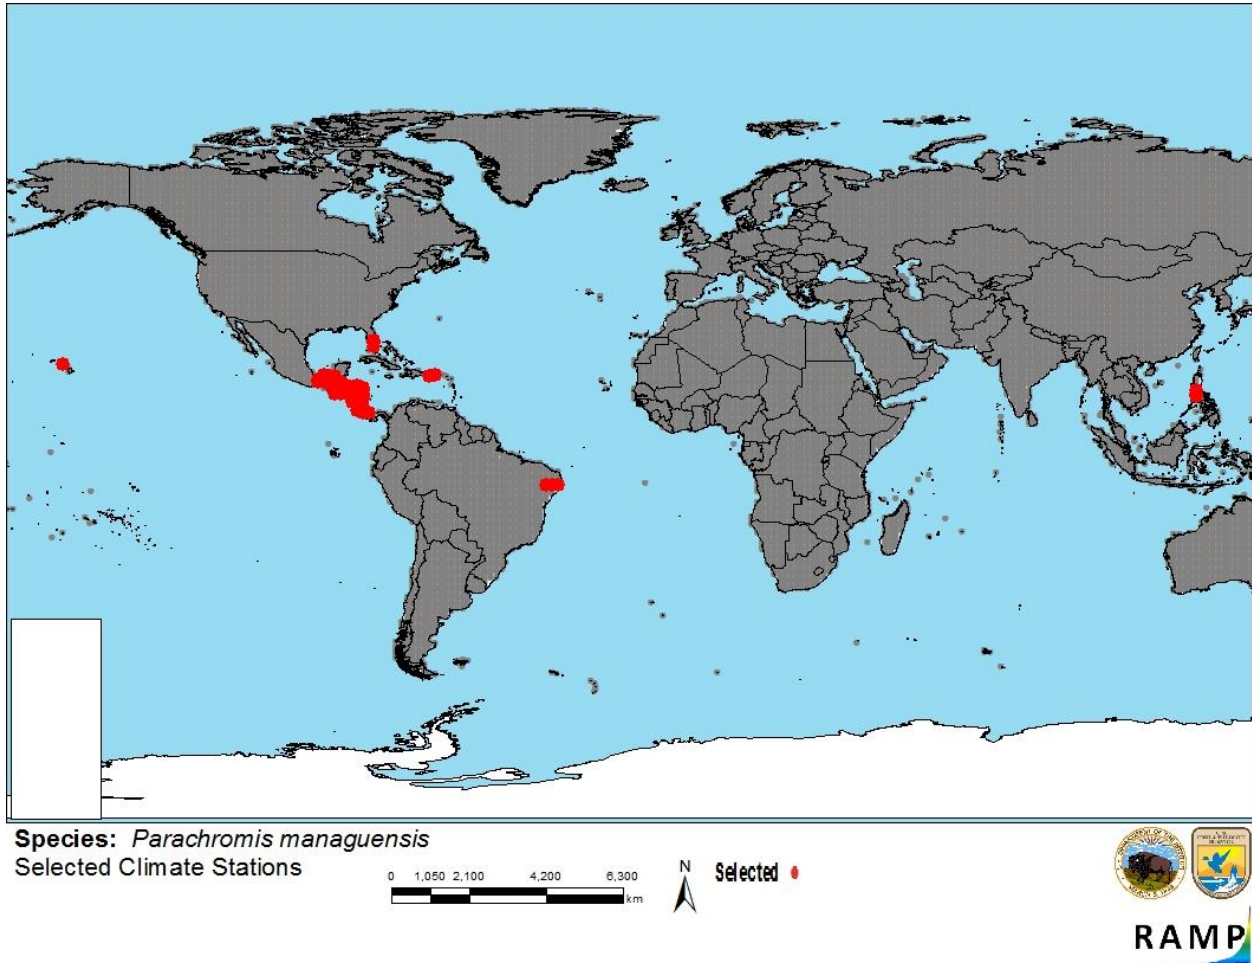 Species: Parachromis managuensis
Selected Climate Stations
0 1,050 2,100 4,200 6,300
km
N
Selected
RAMP